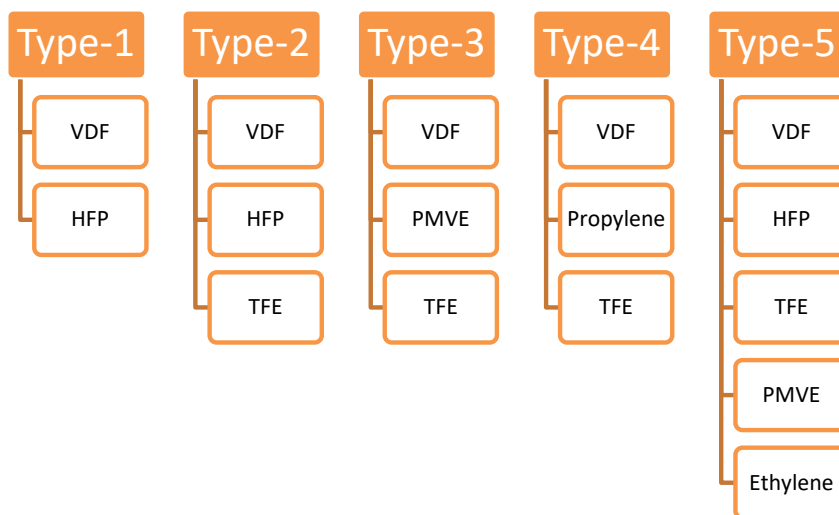 Type-1
VDF
HFP
Type-2
VDF
HFP
TFE
Type-3
VDF
PMVE
TFE
Type-4
VDF
Propylene
TFE
Type-5
VDF
HFP
TFE
PMVE
Ethylene